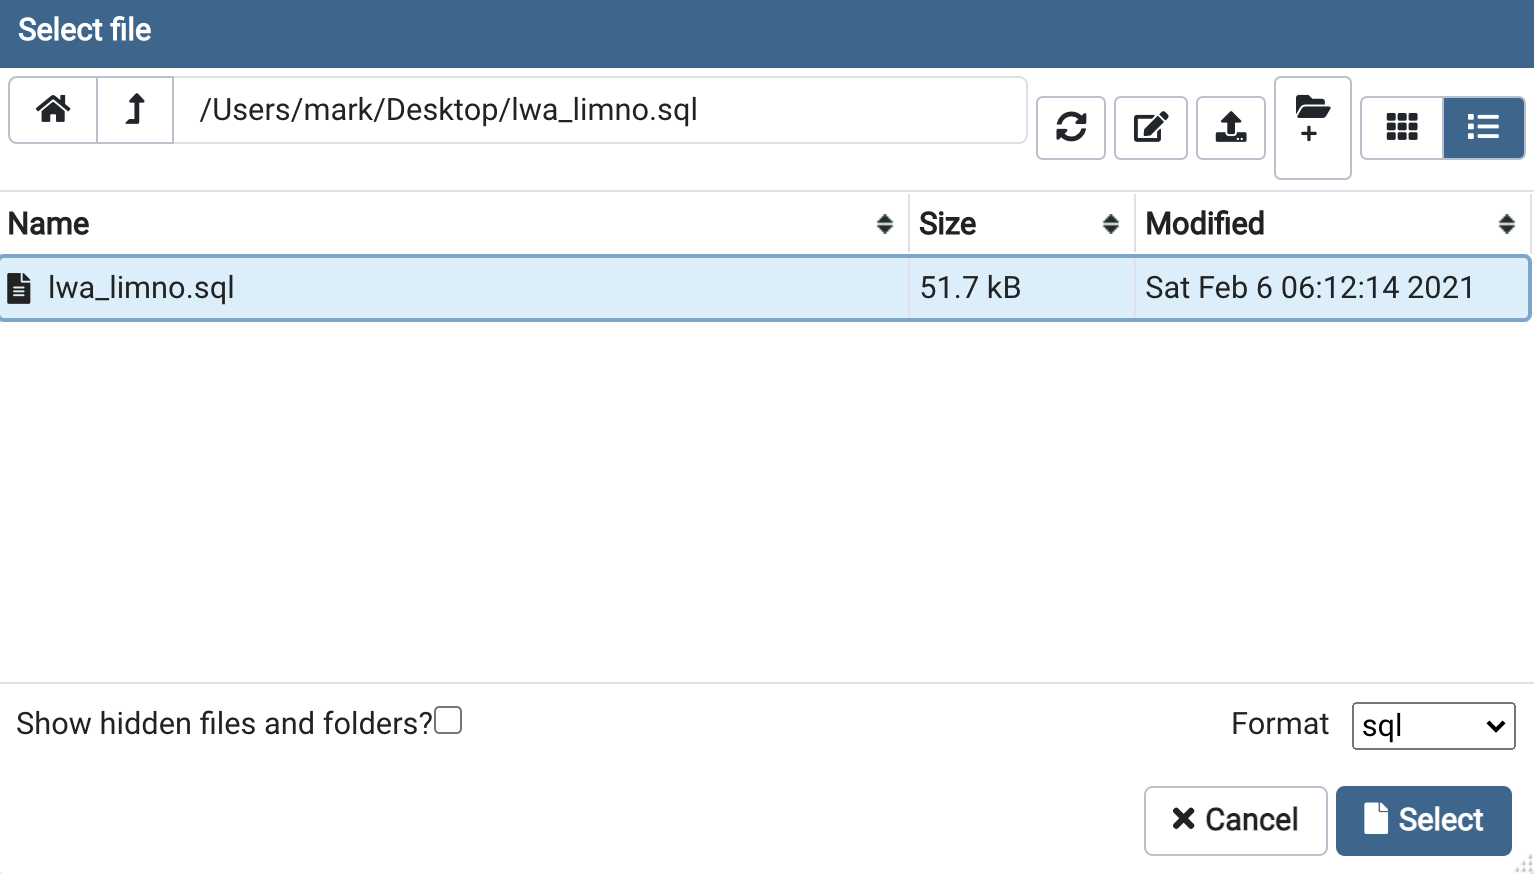 Select file
/Users/mark/Desktop/lwa_limno.sql
Name Size Modified
lwa_limno.sql 51.7 kB Sat Feb 6 06:12:14 2021
Show hidden files and folders? Format sql
Cancel Select